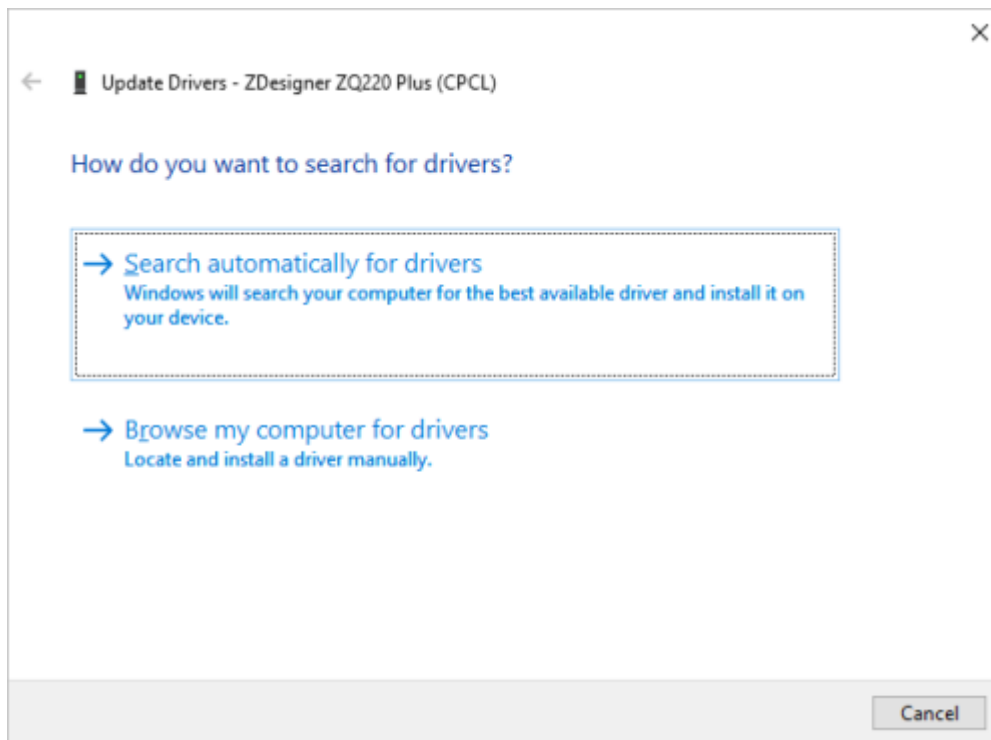 Update Drivers - ZDesigner ZQ220 Plus (CPCL)
How do you want to search for drivers?
Search automatically for drivers
Windows will search your computer for the best available driver and install it on
your device.
Browse my computer for drivers
Locate and install a driver manually.
Cancel